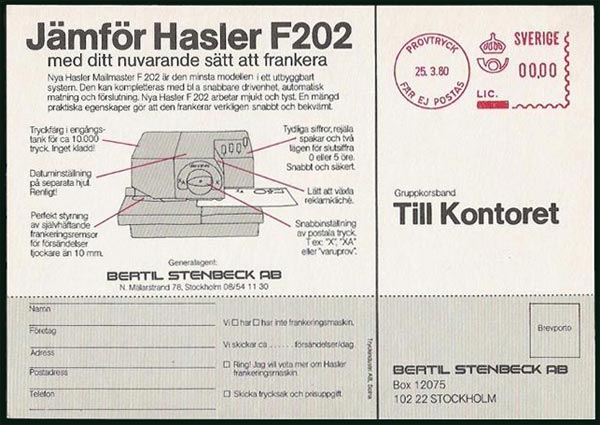 Jämför Hasler F202
med ditt nuvarande sätt att frankera
Nya Hasler Mailmaster F 202 är den minsta modellen i ett utbyggbart
system. Den kan kompletteras med bl a snabbare drivenhet, automatisk
matning och förslutning. Nya Hasler F 202 arbetar mjukt och tyst. En mängd
praktiska egenskaper gör att den frankerar verkligen snabbt och bekvämt.
Tryckfärg i engångs-
tank för ca 10.000
tryck. Inget kladd!
Datuminställning
på separata hjul.
Renligt!
Perfekt styrning
av självhäftande
frankeringsremsor
för försändelser
tjockare än 10 mm.
Tydliga siffror, rejäla
spakar och två
lägen för slutsiffra
0 eller 5 öre.
Snabbt och säkert.
Lätt att växla
reklamkliché.
Snabbinställning
av postala tryck.
T ex: "X", "XA"
eller "varuprov".
Generalagent:
BERTIL STENBECK AB
N. Mälarstrand 78, Stockholm 08/54 11 30
Namn
Företag
Adress
Postadress
Telefon
Vi ☐ har ☐ har inte frankeringsmaskin.
Vi skickar ca . . . . . . försändelser/dag.
☐ Ring! Jag vill veta mer om Hasler
frankeringsmaskin.
☐ Skicka trycksak och prisuppgift.
PROVTRYCK
25. 3. 80
FÅR EJ POSTAS
SVERIGE
00,00
LIC.
Gruppkorsband
Till Kontoret
Brevporto
BERTIL STENBECK AB
Box 12075
102 22 STOCKHOLM